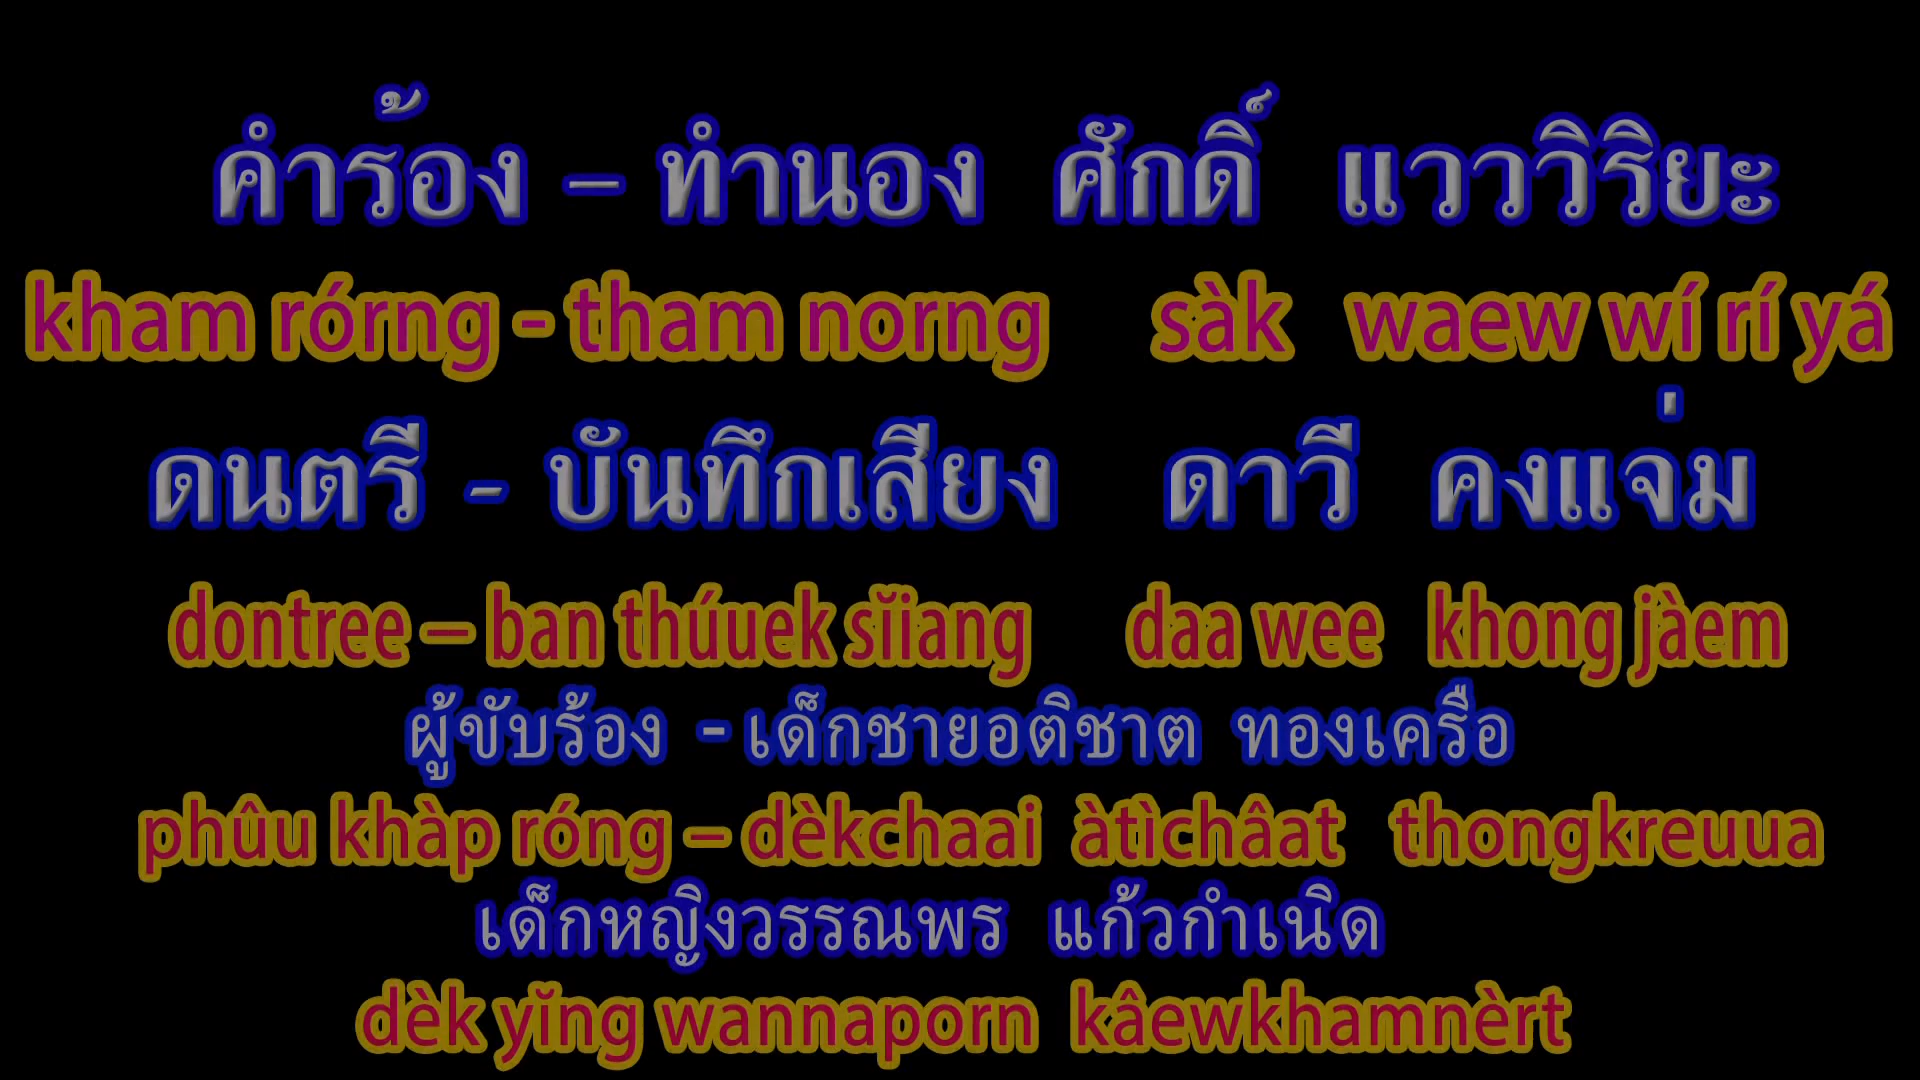 คำร้อง – ทำนอง ศักดิ์ แวววิริยะ
kham rórng - tham norng sàk waew wí rí yá
ดนตรี - บันทึกเสียง ดาวี คงแจ่ม
dontree – ban thúuek sĭiang daa wee khong jàem
ผู้ขับร้อง - เด็กชายอติชาต ทองเครือ
phûu khàp róng – dèkchaai àtìchâat thongkreuua
เด็กหญิงวรรณพร แก้วกำเนิด
dèk yĭng wannaporn kâewkhamnèrt